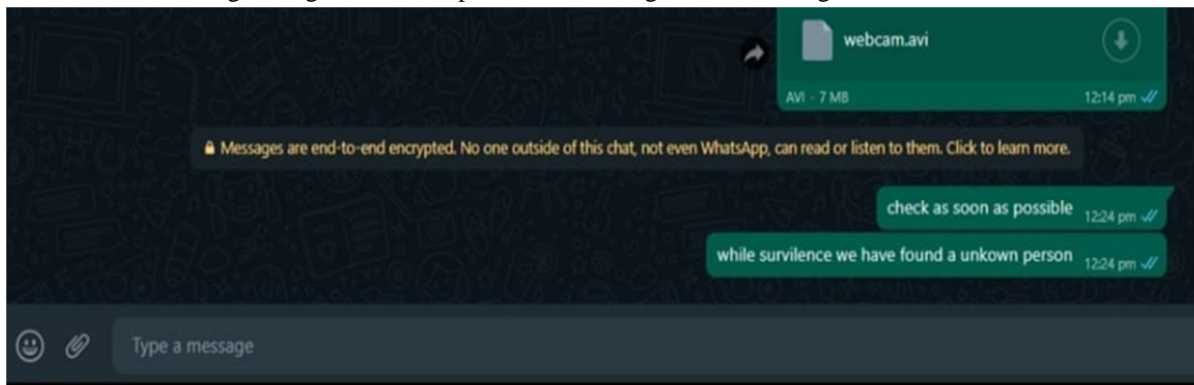 webcam.avi
AVI · 7 MB
12:14 pm
Messages are end-to-end encrypted. No one outside of this chat, not even WhatsApp, can read or listen to them. Click to learn more.
check as soon as possible 12:24 pm
while survilence we have found a unkown person 12:24 pm
Type a message